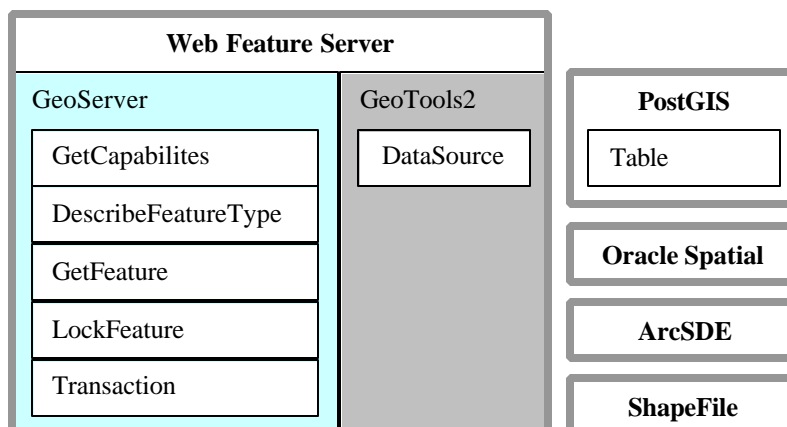 Web Feature Server
GeoServer
GetCapabilites
DescribeFeatureType
GetFeature
LockFeature
Transaction
GeoTools2
DataSource
PostGIS
Table
Oracle Spatial
ArcSDE
ShapeFile